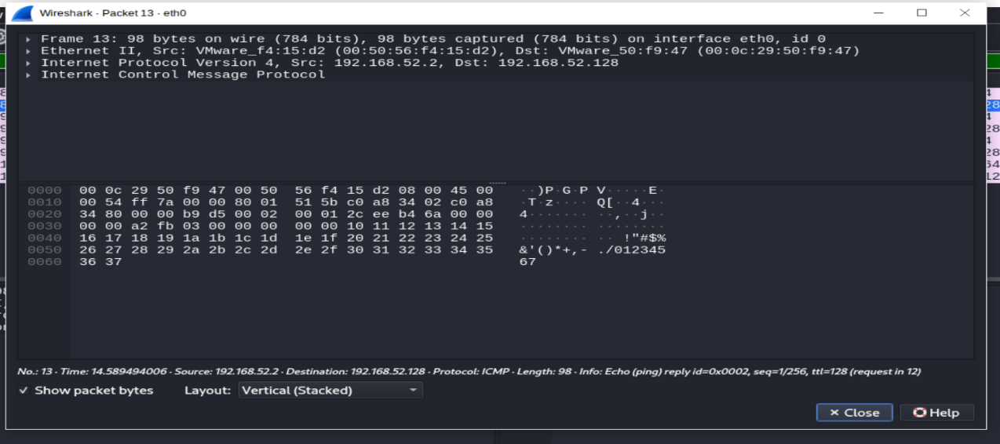 Wireshark · Packet 13 · eth0
Frame 13: 98 bytes on wire (784 bits), 98 bytes captured (784 bits) on interface eth0, id 0
Ethernet II, Src: VMware_f4:15:d2 (00:50:56:f4:15:d2), Dst: VMware_50:f9:47 (00:0c:29:50:f9:47)
Internet Protocol Version 4, Src: 192.168.52.2, Dst: 192.168.52.128
Internet Control Message Protocol
0000 00 0c 29 50 f9 47 00 50 56 f4 15 d2 08 00 45 00 ··)P·G·P V·····E·
0010 00 54 ff 7a 00 00 80 01 51 5b c0 a8 34 02 c0 a8 ·T·z···· Q[··4···
0020 34 80 00 00 b9 d5 00 02 00 01 2c ee b4 6a 00 00 4······· ··,··j··
0030 00 00 a2 fb 03 00 00 00 00 00 10 11 12 13 14 15 ········ ········
0040 16 17 18 19 1a 1b 1c 1d 1e 1f 20 21 22 23 24 25 ········ ·· !"#$%
0050 26 27 28 29 2a 2b 2c 2d 2e 2f 30 31 32 33 34 35 &'()*+,- ./012345
0060 36 37 67
No.: 13 · Time: 14.589494006 · Source: 192.168.52.2 · Destination: 192.168.52.128 · Protocol: ICMP · Length: 98 · Info: Echo (ping) reply id=0x0002, seq=1/256, ttl=128 (request in 12)
Show packet bytes Layout: Vertical (Stacked)
Close Help